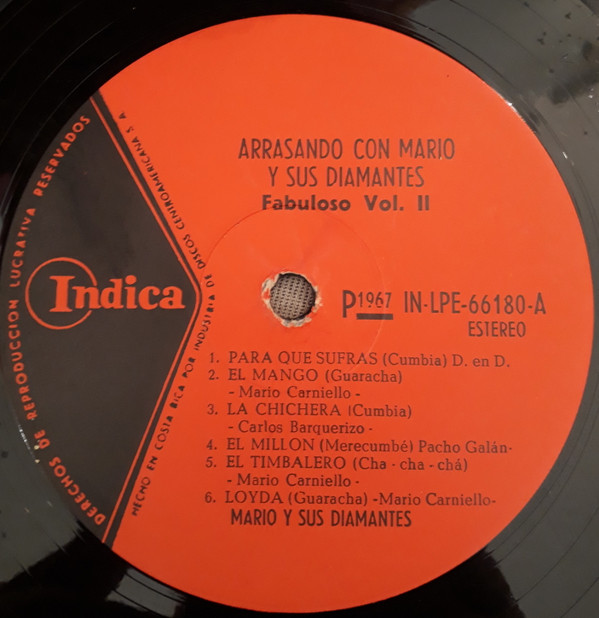 ARRASANDO CON MARIO
Y SUS DIAMANTES
Fabuloso Vol. II
Indica
P1967 IN-LPE-66180-A
ESTEREO
1. PARA QUE SUFRAS (Cumbia) D. en D.
2. EL MANGO (Guaracha)
- Mario Carniello -
3. LA CHICHERA (Cumbia)
- Carlos Barquerizo -
4. EL MILLON (Merecumbé) Pacho Galán-
5. EL TIMBALERO (Cha - cha - chá)
- Mario Carniello -
6. LOYDA (Guaracha) -Mario Carniello-
MARIO Y SUS DIAMANTES
DERECHOS DE REPRODUCCION LUCRATIVA RESERVADOS
HECHO EN COSTA RICA POR INDUSTRIA DE DISCOS CENTROAMERICANA S. A.